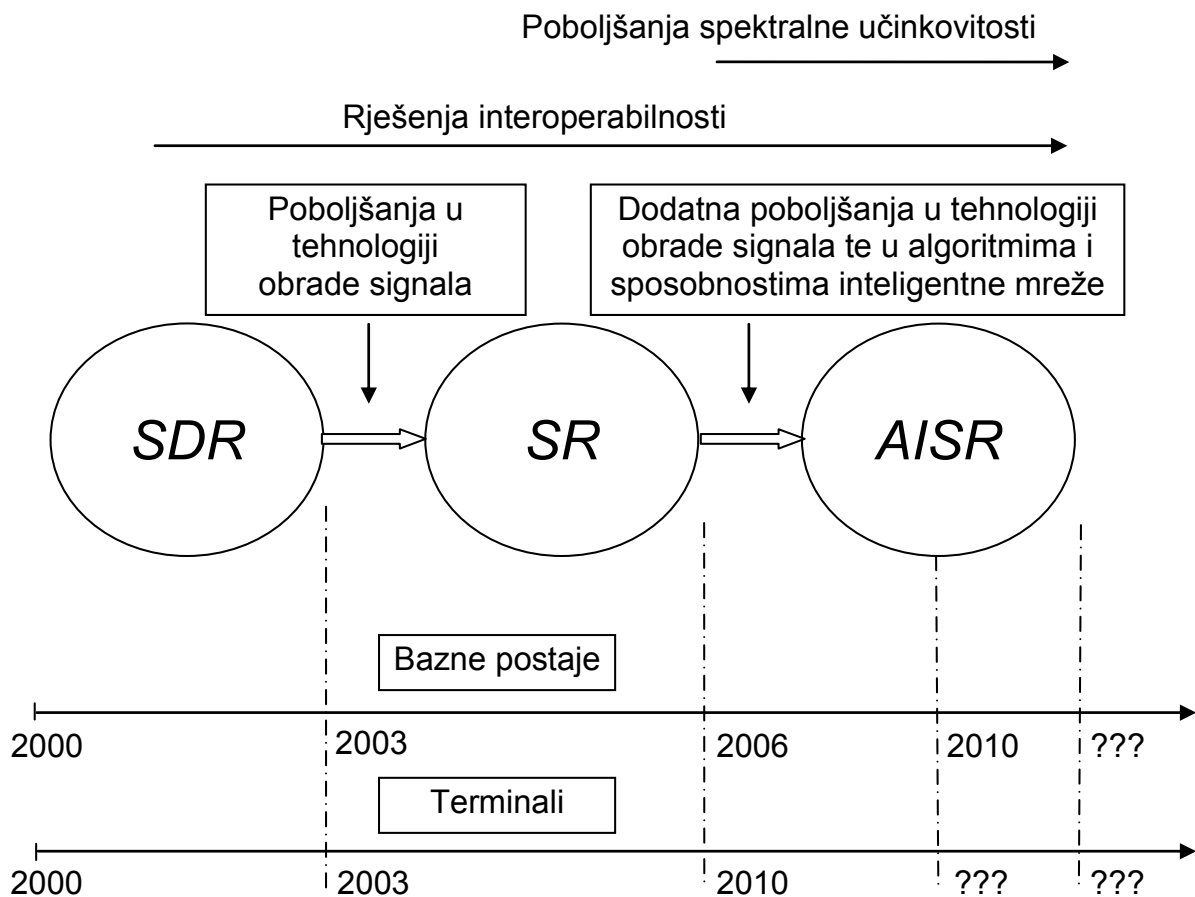 Poboljšanja spektralne učinkovitosti
Rješenja interoperabilnosti
Poboljšanja u
tehnologiji
obrade signala
Dodatna poboljšanja u tehnologiji
obrade signala te u algoritmima i
sposobnostima inteligentne mreže
SDR
SR
AISR
Bazne postaje
2000
2003
2006
2010
???
Terminali
2000
2003
2010
???
???